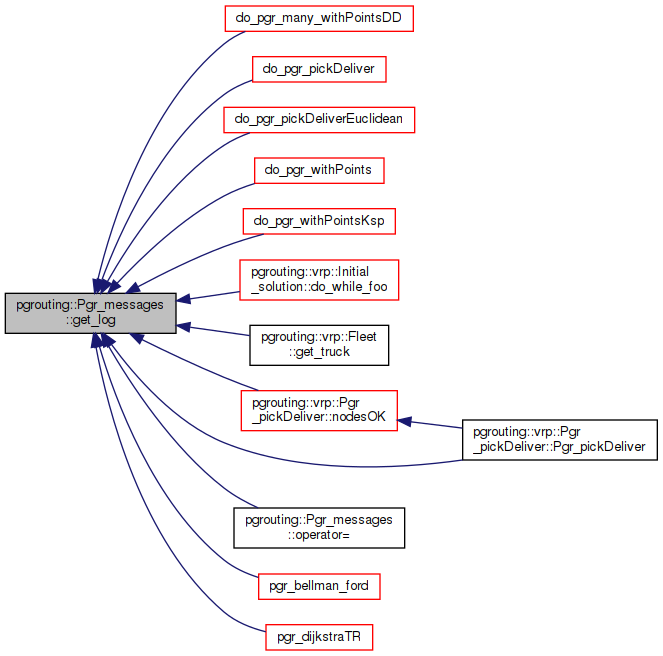 do_pgr_many_withPointsDD
do_pgr_pickDeliver
do_pgr_pickDeliverEuclidean
do_pgr_withPoints
do_pgr_withPointsKsp
pgrouting::vrp::Initial
_solution::do_while_foo
pgrouting::Pgr_messages
::get_log
pgrouting::vrp::Fleet
::get_truck
pgrouting::vrp::Pgr
_pickDeliver::nodesOK
pgrouting::vrp::Pgr
_pickDeliver::Pgr_pickDeliver
pgrouting::Pgr_messages
::operator=
pgr_bellman_ford
pgr_dijkstraTR